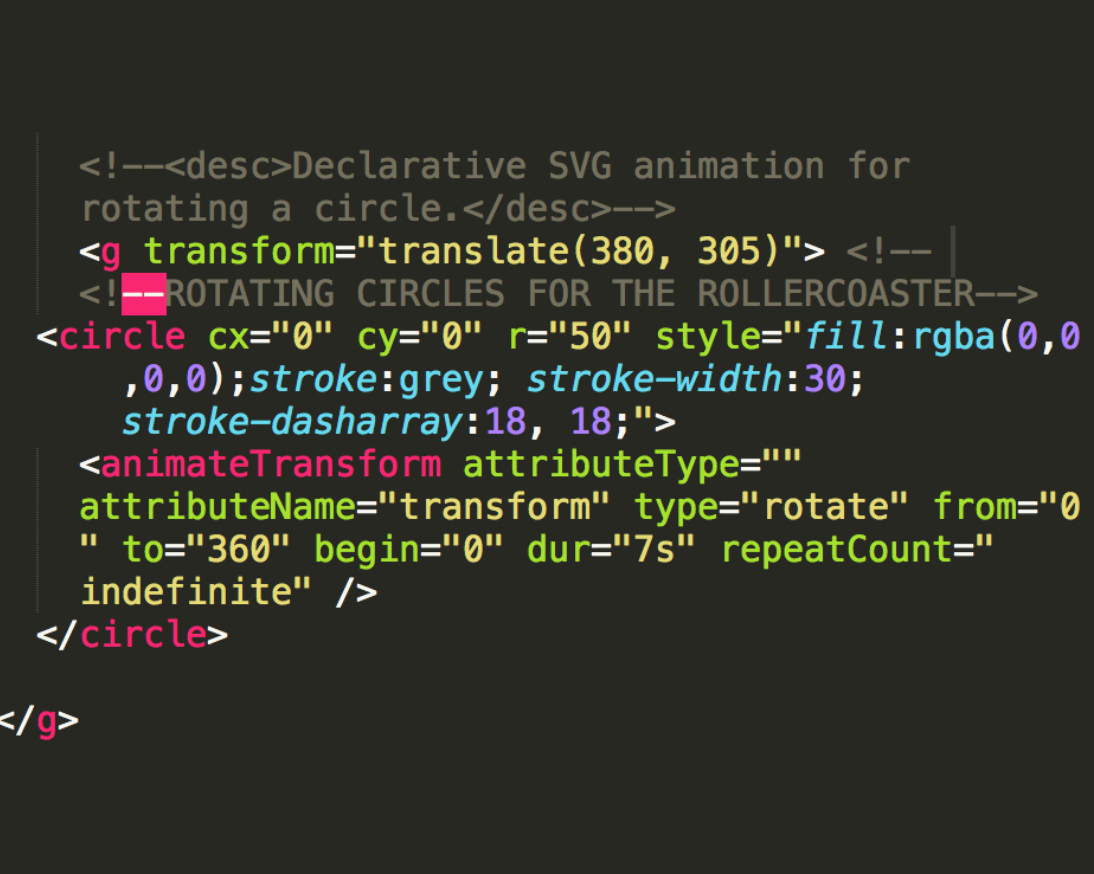 <!--<desc>Declarative SVG animation for
rotating a circle.</desc>-->
<g transform="translate(380, 305)"> <!--
<!--ROTATING CIRCLES FOR THE ROLLERCOASTER-->
<circle cx="0" cy="0" r="50" style="fill:rgba(0,0
,0,0);stroke:grey; stroke-width:30;
stroke-dasharray:18, 18;">
<animateTransform attributeType=""
attributeName="transform" type="rotate" from="0
" to="360" begin="0" dur="7s" repeatCount="
indefinite" />
</circle>
</g>